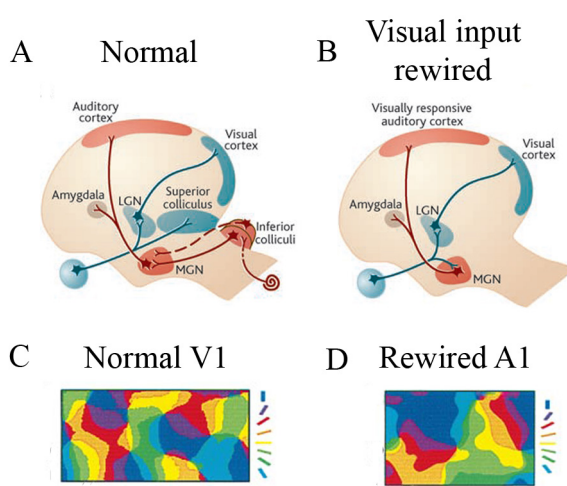 A
Normal
B
Visual input
rewired
Auditory
cortex
Visual
cortex
Amygdala
LGN
Superior
colliculus
Inferior
colliculi
MGN
Visually responsive
auditory cortex
Visual
cortex
Amygdala
LGN
MGN
C
Normal V1
D
Rewired A1